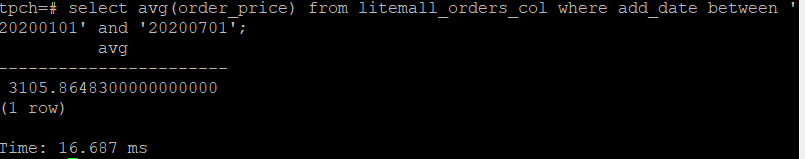 tpch=# select avg(order_price) from litemall_orders_col where add_date between '
20200101' and '20200701';
avg
-----------------------
3105.8648300000000000
(1 row)
Time: 16.687 ms